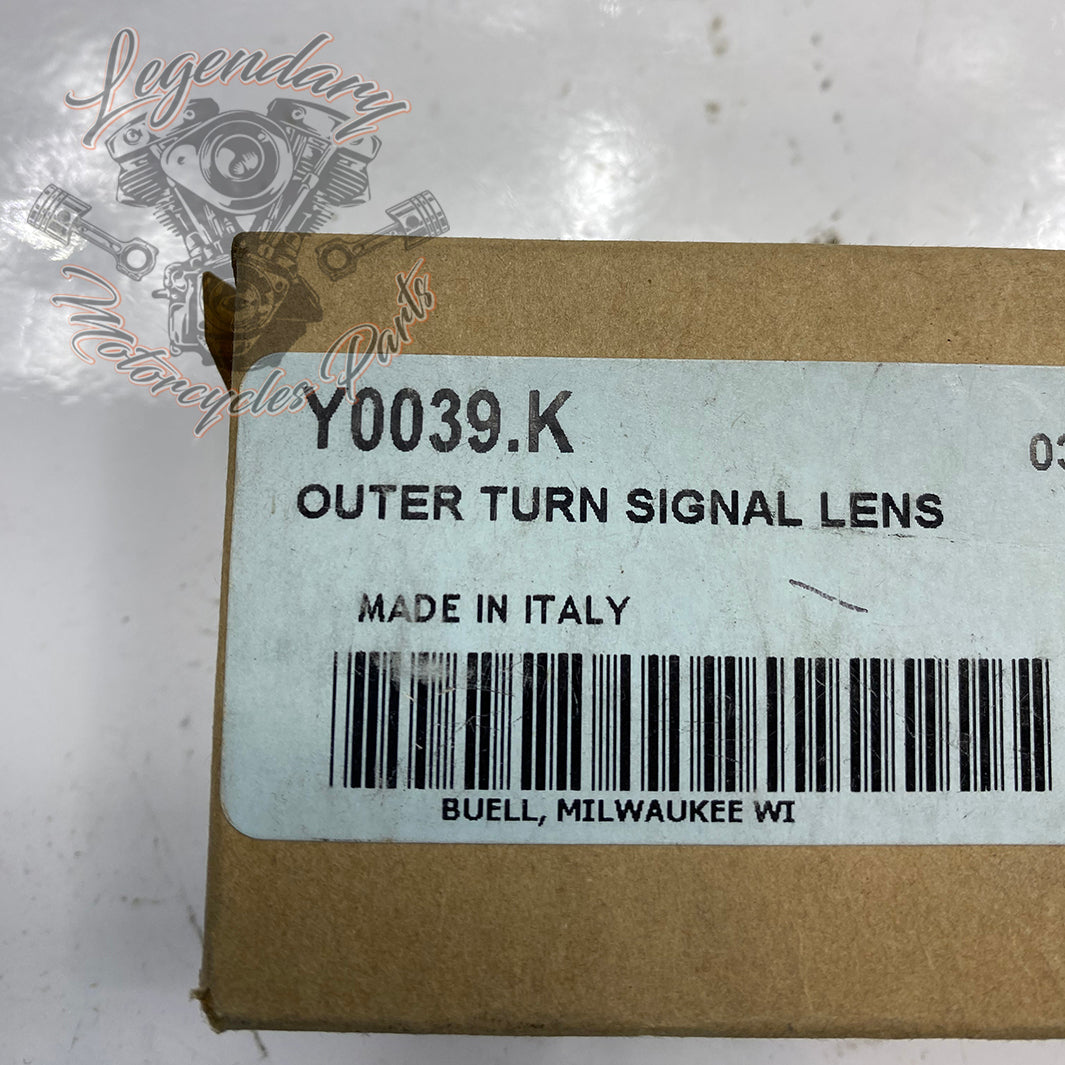 Legendary
Motorcycles Parts
Y0039.K
03
OUTER TURN SIGNAL LENS
MADE IN ITALY
BUELL, MILWAUKEE WI